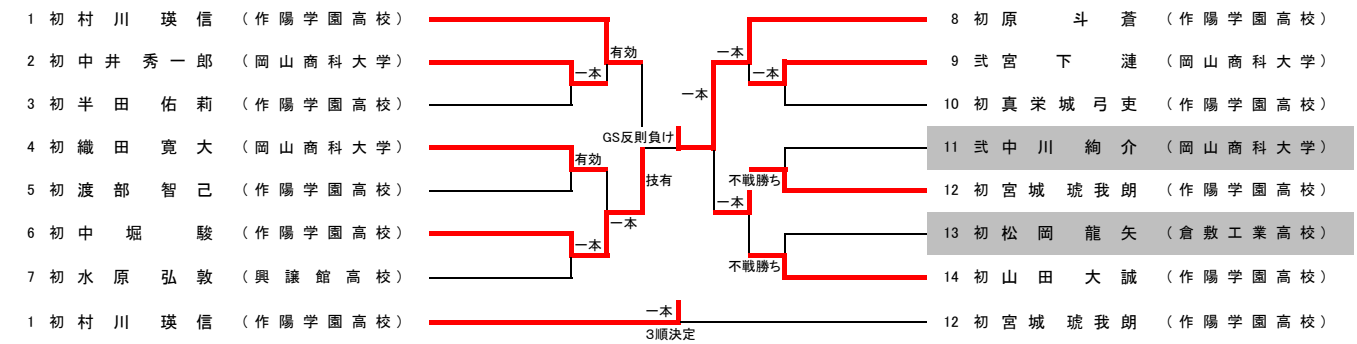 1 初 村川 瑛信 (作陽学園高校)
有効
2 初 中井 秀一郎 (岡山商科大学)
一本
3 初 半田 佑莉 (作陽学園高校)
GS反則負け
4 初 織田 寛大 (岡山商科大学)
有効
技有
5 初 渡部 智己 (作陽学園高校)
一本
6 初 中堀 駿 (作陽学園高校)
一本
7 初 水原 弘敦 (興譲館高校)
1 初 村川 瑛信 (作陽学園高校)
一本
3順決定
8 初 原 斗蒼 (作陽学園高校)
一本
9 弐 宮下 漣 (岡山商科大学)
一本
一本
10 初 真栄城 弓吏 (作陽学園高校)
11 弐 中川 絢介 (岡山商科大学)
不戦勝ち
12 初 宮城 琥我朗 (作陽学園高校)
一本
13 初 松岡 龍矢 (倉敷工業高校)
不戦勝ち
14 初 山田 大誠 (作陽学園高校)
12 初 宮城 琥我朗 (作陽学園高校)